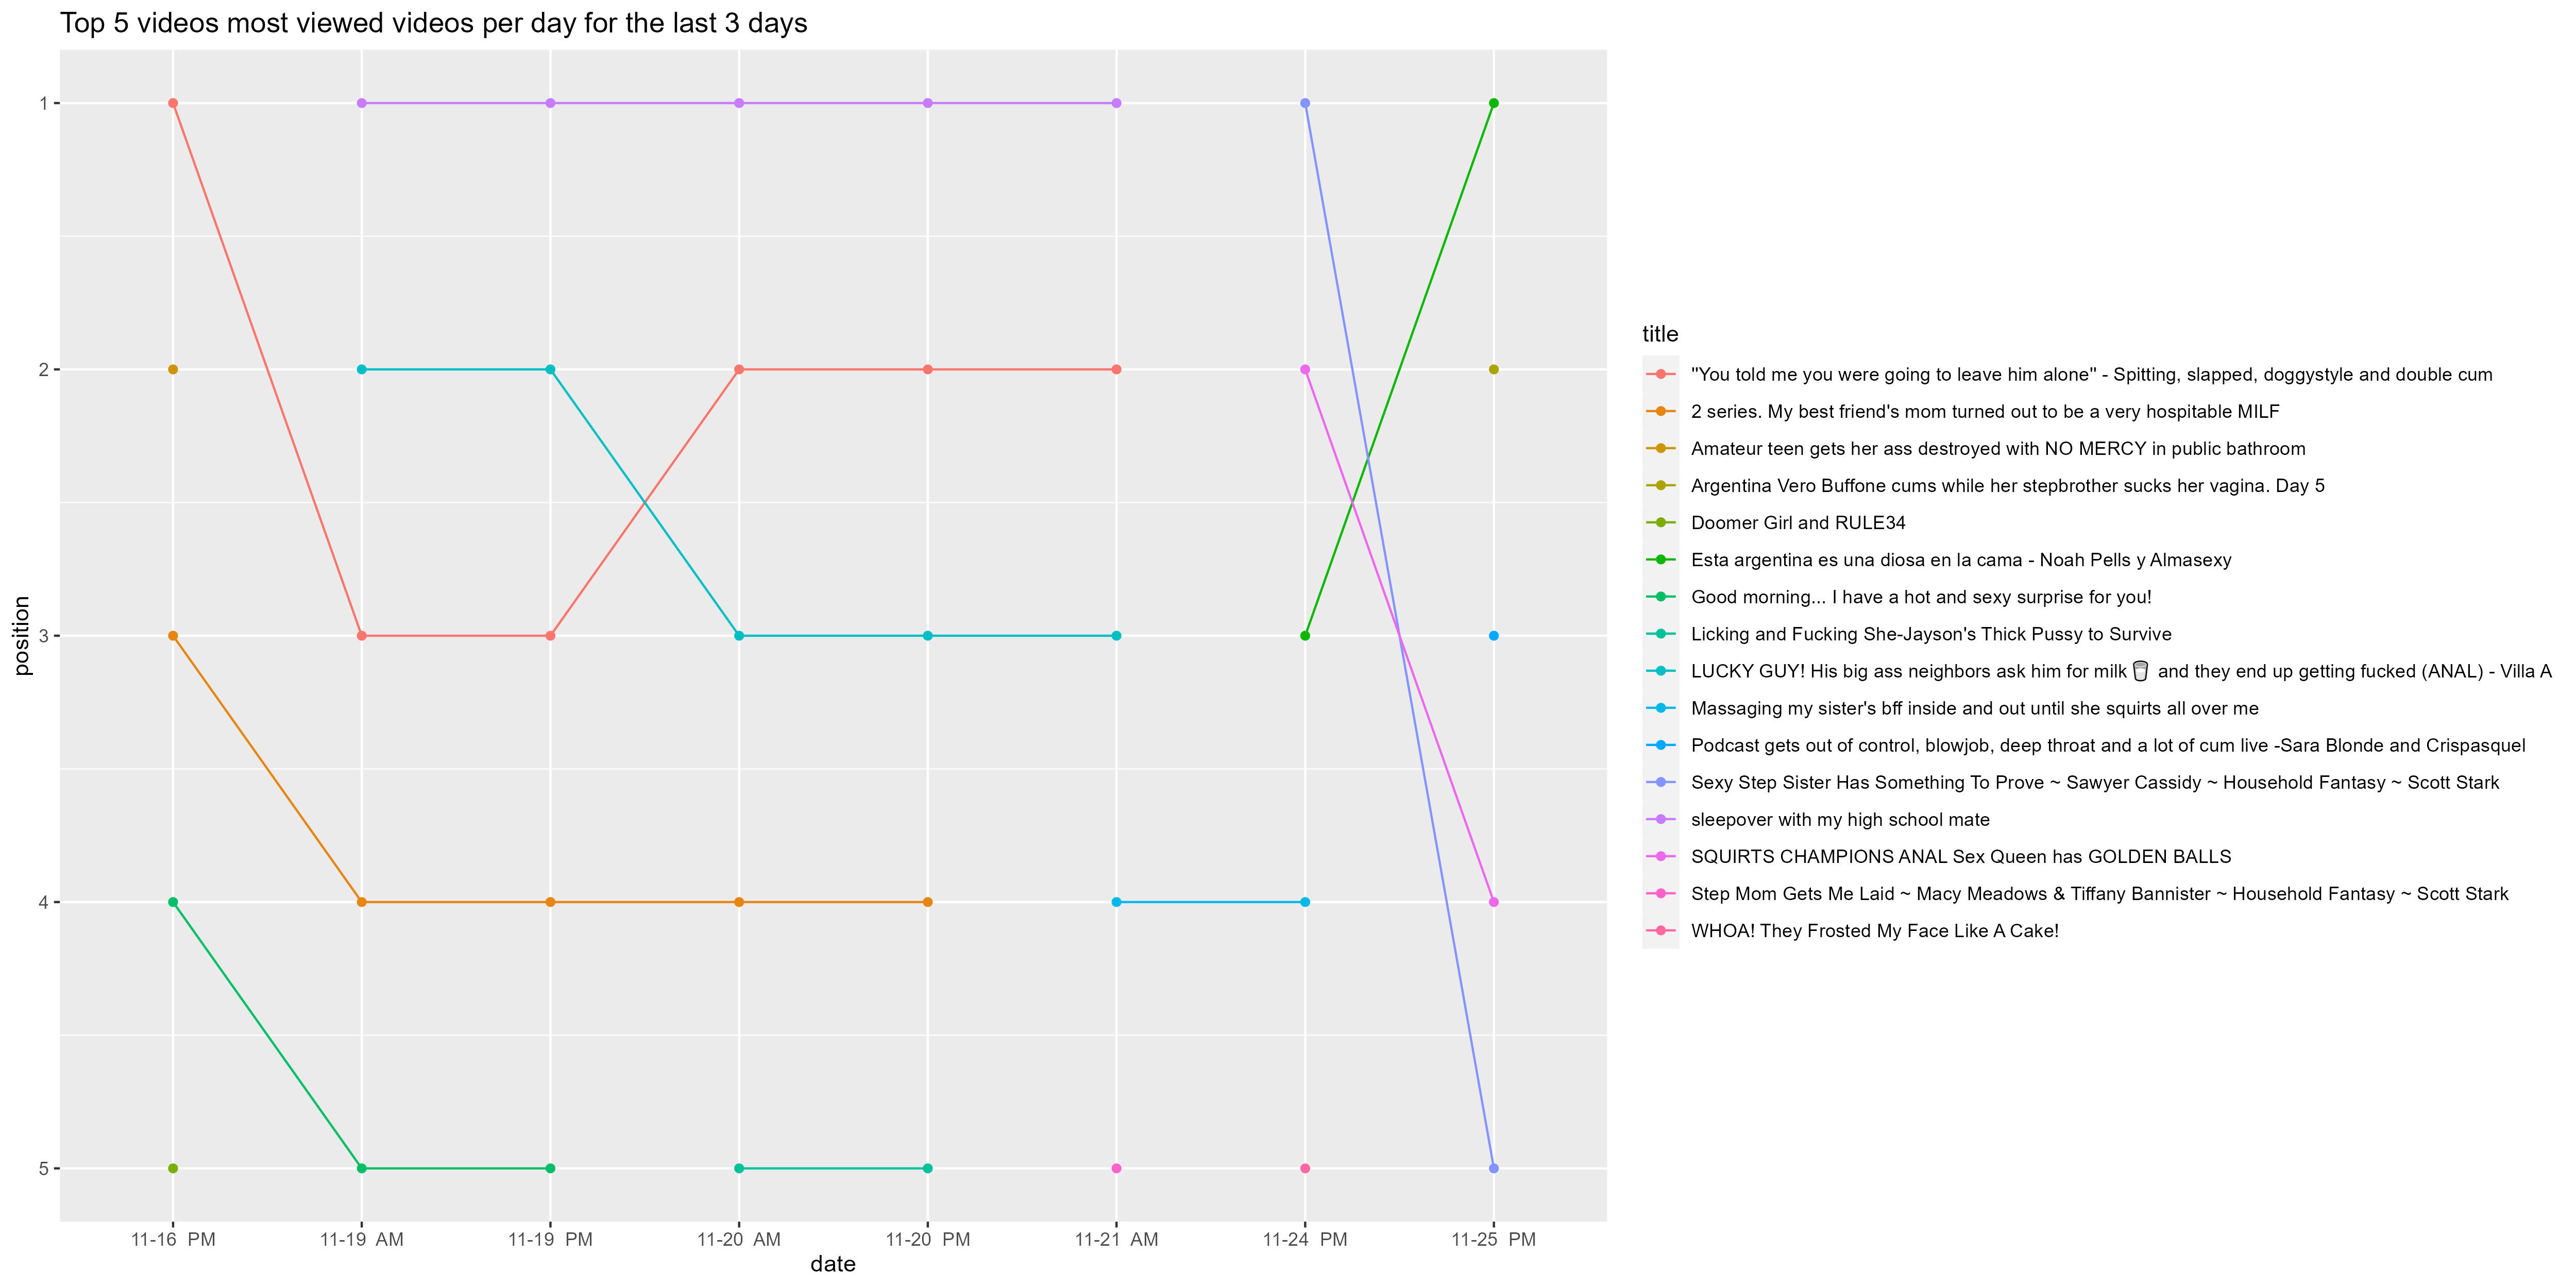 Top 5 videos most viewed videos per day for the last 3 days
position
1
2
3
4
5
11-16 PM
11-19 AM
11-19 PM
11-20 AM
11-20 PM
11-21 AM
11-24 PM
11-25 PM
date
title
"You told me you were going to leave him alone" - Spitting, slapped, doggystyle and double cum
2 series. My best friend's mom turned out to be a very hospitable MILF
Amateur teen gets her ass destroyed with NO MERCY in public bathroom
Argentina Vero Buffone cums while her stepbrother sucks her vagina. Day 5
Doomer Girl and RULE34
Esta argentina es una diosa en la cama - Noah Pells y Almasexy
Good morning... I have a hot and sexy surprise for you!
Licking and Fucking She-Jayson's Thick Pussy to Survive
LUCKY GUY! His big ass neighbors ask him for milk 🥛 and they end up getting fucked (ANAL) - Villa A
Massaging my sister's bff inside and out until she squirts all over me
Podcast gets out of control, blowjob, deep throat and a lot of cum live -Sara Blonde and Crispasquel
Sexy Step Sister Has Something To Prove ~ Sawyer Cassidy ~ Household Fantasy ~ Scott Stark
sleepover with my high school mate
SQUIRTS CHAMPIONS ANAL Sex Queen has GOLDEN BALLS
Step Mom Gets Me Laid ~ Macy Meadows & Tiffany Bannister ~ Household Fantasy ~ Scott Stark
WHOA! They Frosted My Face Like A Cake!